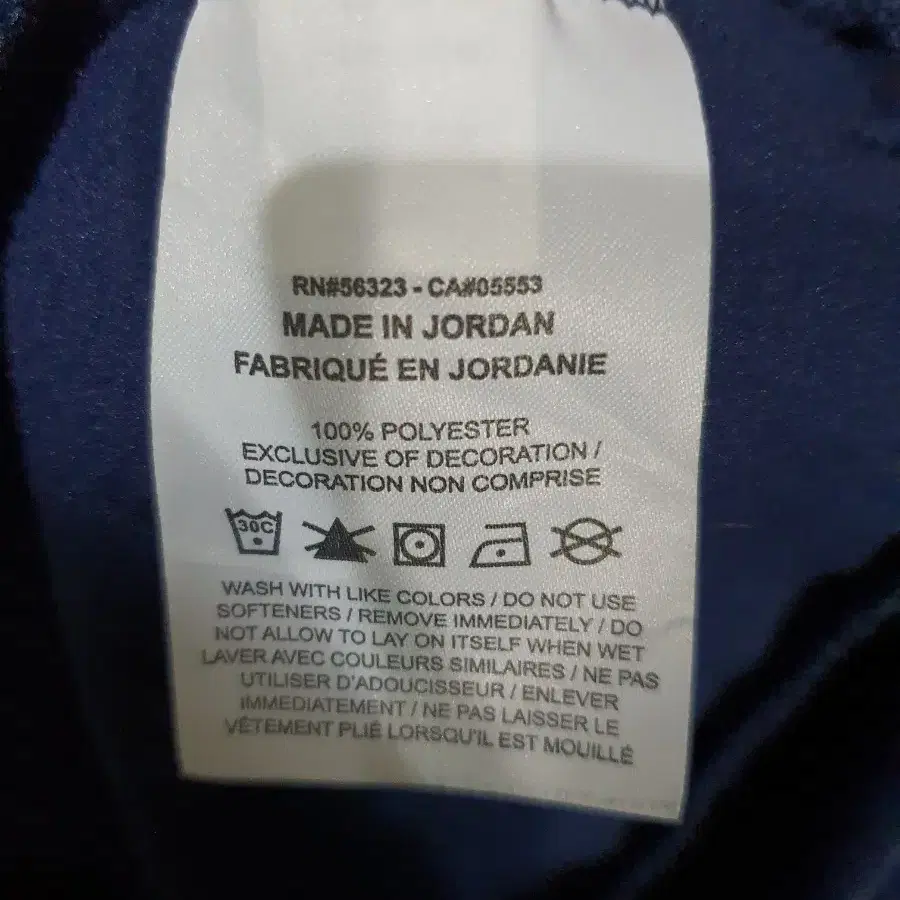 RN#56323 - CA#05553
MADE IN JORDAN
FABRIQUÉ EN JORDANIE
100% POLYESTER
EXCLUSIVE OF DECORATION /
DECORATION NON COMPRISE
30C
WASH WITH LIKE COLORS / DO NOT USE
SOFTENERS / REMOVE IMMEDIATELY / DO
NOT ALLOW TO LAY ON ITSELF WHEN WET
LAVER AVEC COULEURS SIMILAIRES / NE PAS
UTILISER D'ADOUCISSEUR / ENLEVER
IMMEDIATEMENT / NE PAS LAISSER LE
VÊTEMENT PLIÉ LORSQU'IL EST MOUILLÉ